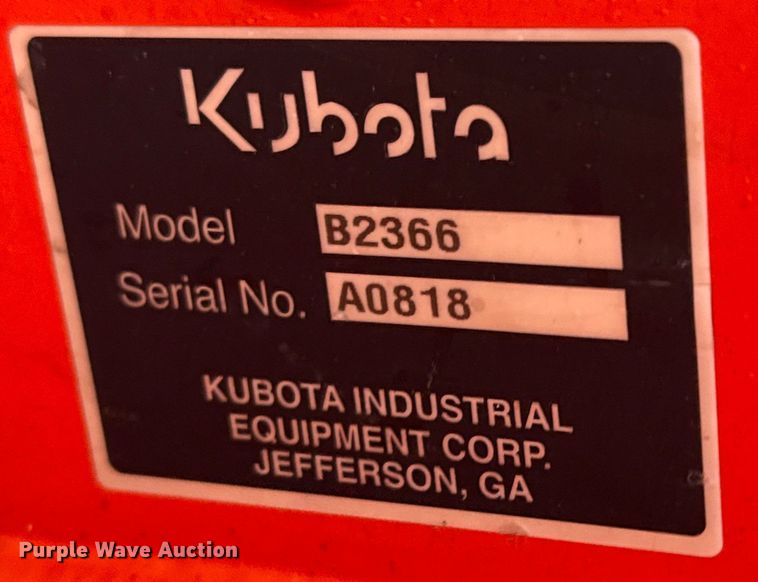 Kubota
Model B2366
Serial No. A0818
KUBOTA INDUSTRIAL
EQUIPMENT CORP.
JEFFERSON, GA
Purple Wave Auction